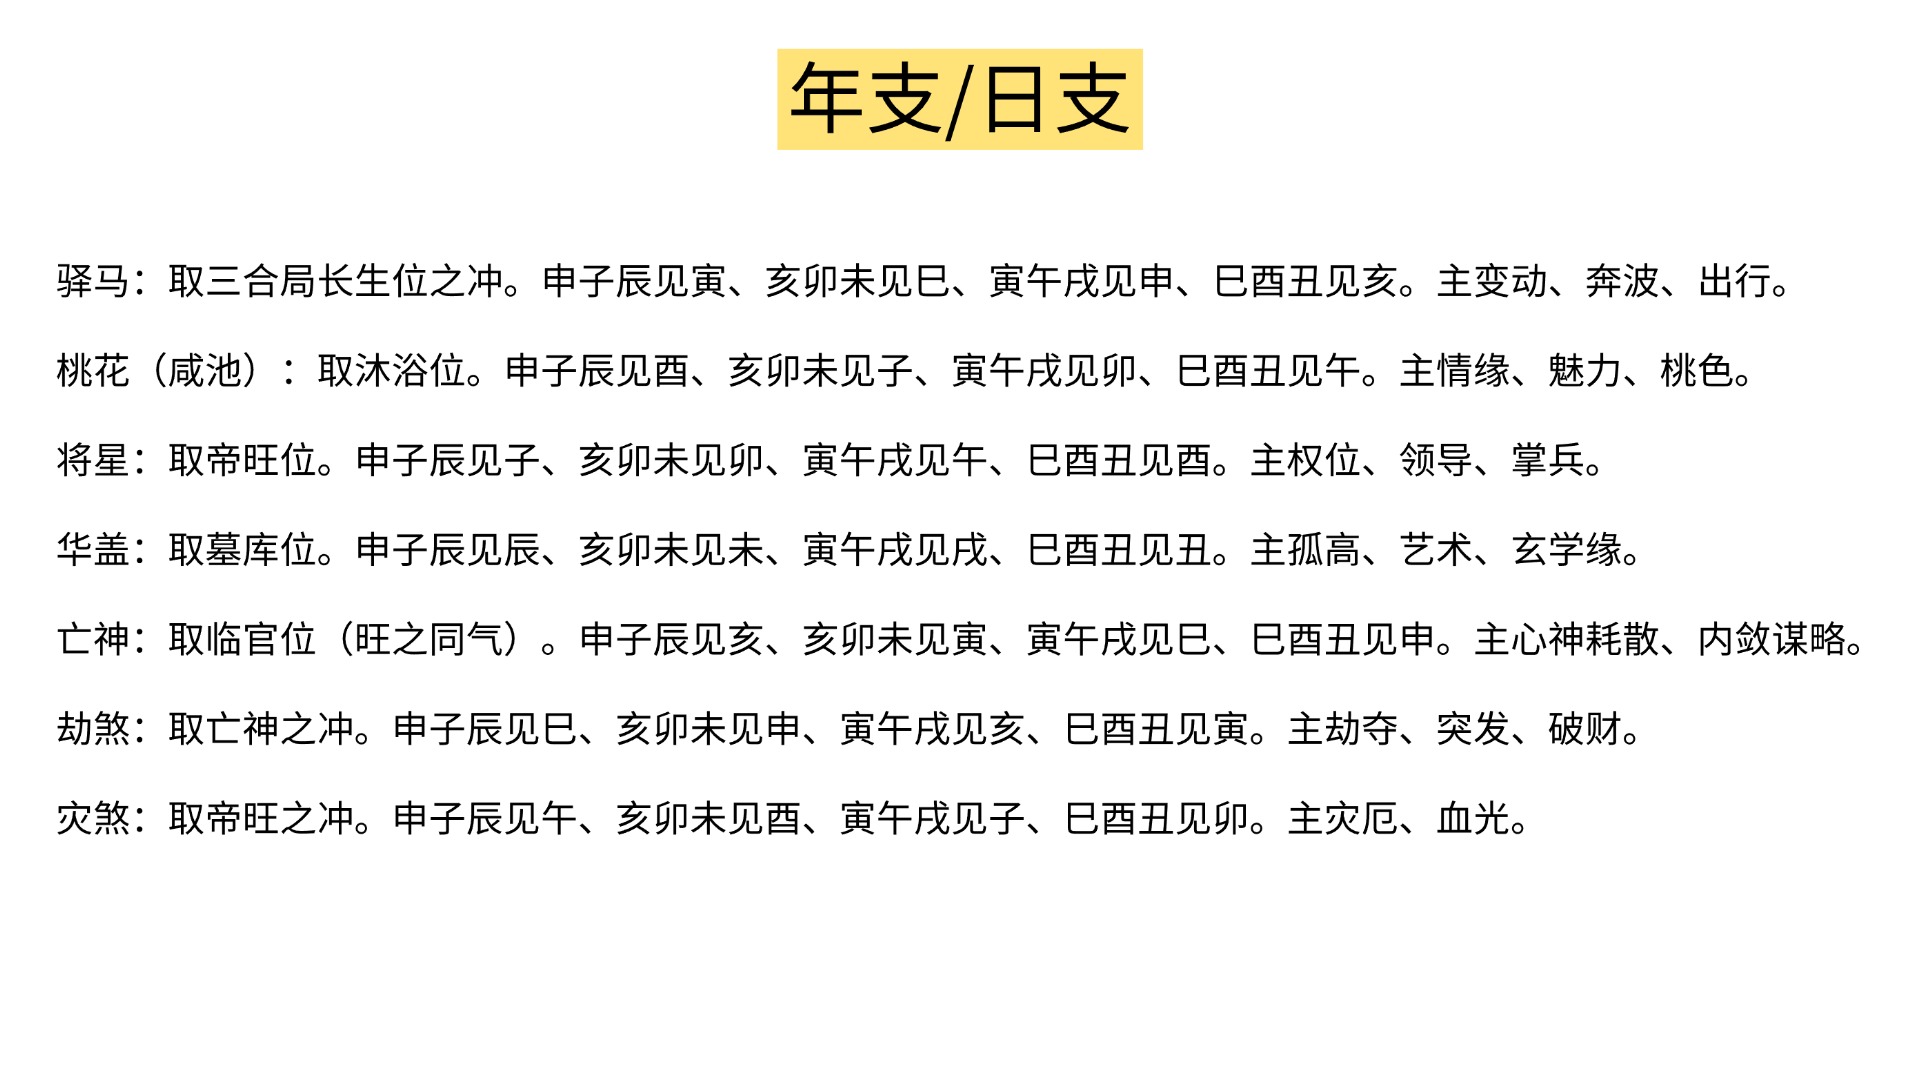 年支/日支
驿马：取三合局长生位之冲。申子辰见寅、亥卯未见巳、寅午戌见申、巳酉丑见亥。主变动、奔波、出行。
桃花（咸池）：取沐浴位。申子辰见酉、亥卯未见子、寅午戌见卯、巳酉丑见午。主情缘、魅力、桃色。
将星：取帝旺位。申子辰见子、亥卯未见卯、寅午戌见午、巳酉丑见酉。主权位、领导、掌兵。
华盖：取墓库位。申子辰见辰、亥卯未见未、寅午戌见戌、巳酉丑见丑。主孤高、艺术、玄学缘。
亡神：取临官位（旺之同气）。申子辰见亥、亥卯未见寅、寅午戌见巳、巳酉丑见申。主心神耗散、内敛谋略。
劫煞：取亡神之冲。申子辰见巳、亥卯未见申、寅午戌见亥、巳酉丑见寅。主劫夺、突发、破财。
灾煞：取帝旺之冲。申子辰见午、亥卯未见酉、寅午戌见子、巳酉丑见卯。主灾厄、血光。